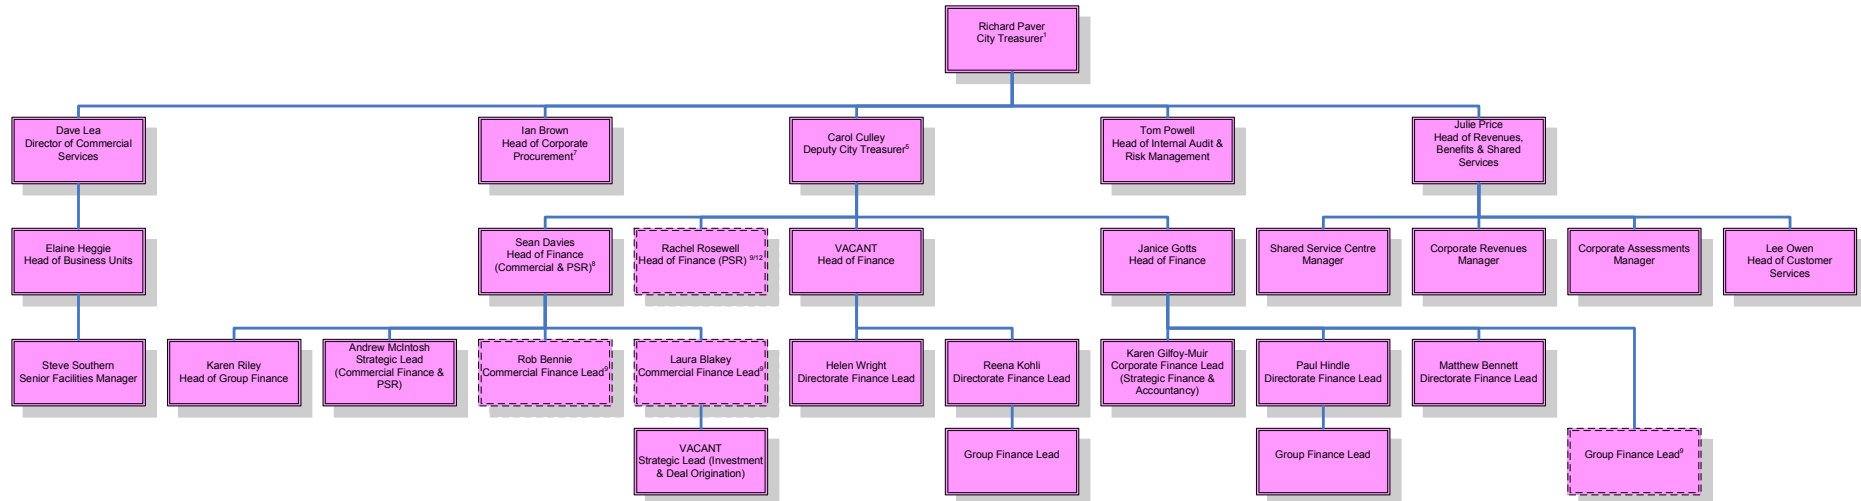 Richard Paver
City Treasurer1
Dave Lea
Director of Commercial
Services
Ian Brown
Head of Corporate
Procurement7
Carol Culley
Deputy City Treasurer5
Tom Powell
Head of Internal Audit &
Risk Management
Julie Price
Head of Revenues,
Benefits & Shared
Services
Elaine Heggie
Head of Business Units
Sean Davies
Head of Finance
(Commercial & PSR)8
Rachel Rosewell
Head of Finance (PSR) 9/12
VACANT
Head of Finance
Janice Gotts
Head of Finance
Shared Service Centre
Manager
Corporate Revenues
Manager
Corporate Assessments
Manager
Lee Owen
Head of Customer
Services
Steve Southern
Senior Facilities Manager
Karen Riley
Head of Group Finance
Andrew McIntosh
Strategic Lead
(Commercial Finance &
PSR)
Rob Bennie
Commercial Finance Lead9
Laura Blakey
Commercial Finance Lead9
Helen Wright
Directorate Finance Lead
Reena Kohli
Directorate Finance Lead
Karen Gilfoy-Muir
Corporate Finance Lead
(Strategic Finance &
Accountancy)
Paul Hindle
Directorate Finance Lead
Matthew Bennett
Directorate Finance Lead
VACANT
Strategic Lead (Investment
& Deal Origination)
Group Finance Lead
Group Finance Lead
Group Finance Lead9